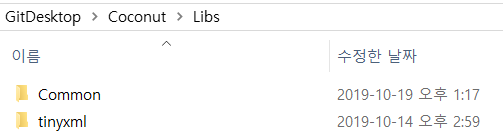 GitDesktop > Coconut > Libs
이름 수정한 날짜
Common 2019-10-19 오후 1:17
tinyxml 2019-10-14 오후 2:59